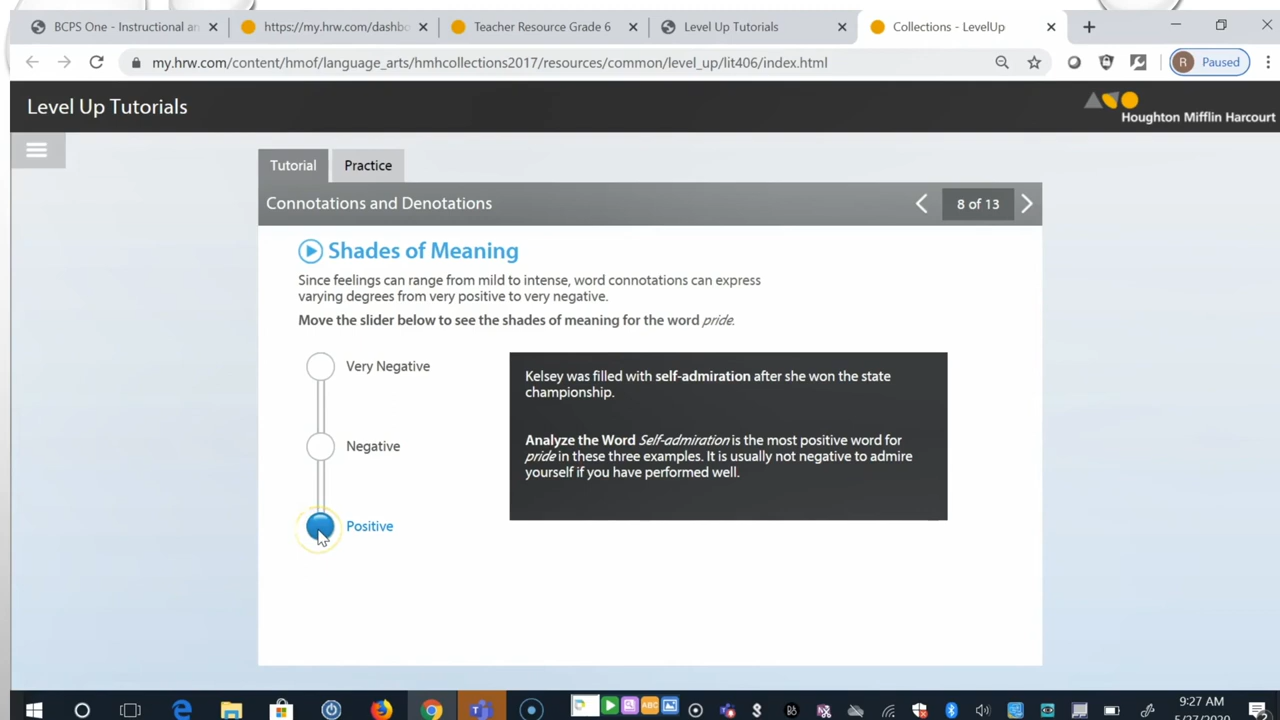 BCPS One - Instructional an
https://my.hrw.com/dashbo
Teacher Resource Grade 6
Level Up Tutorials
Collections - LevelUp
my.hrw.com/content/hmof/language_arts/hmhcollections2017/resources/common/level_up/lit406/index.html
R Paused
Level Up Tutorials
Houghton Mifflin Harcourt
Tutorial Practice
Connotations and Denotations
8 of 13
Shades of Meaning
Since feelings can range from mild to intense, word connotations can express
varying degrees from very positive to very negative.
Move the slider below to see the shades of meaning for the word pride.
Very Negative
Negative
Positive
Kelsey was filled with self-admiration after she won the state
championship.
Analyze the Word Self-admiration is the most positive word for
pride in these three examples. It is usually not negative to admire
yourself if you have performed well.
ABC
9:27 AM
5/27/2020